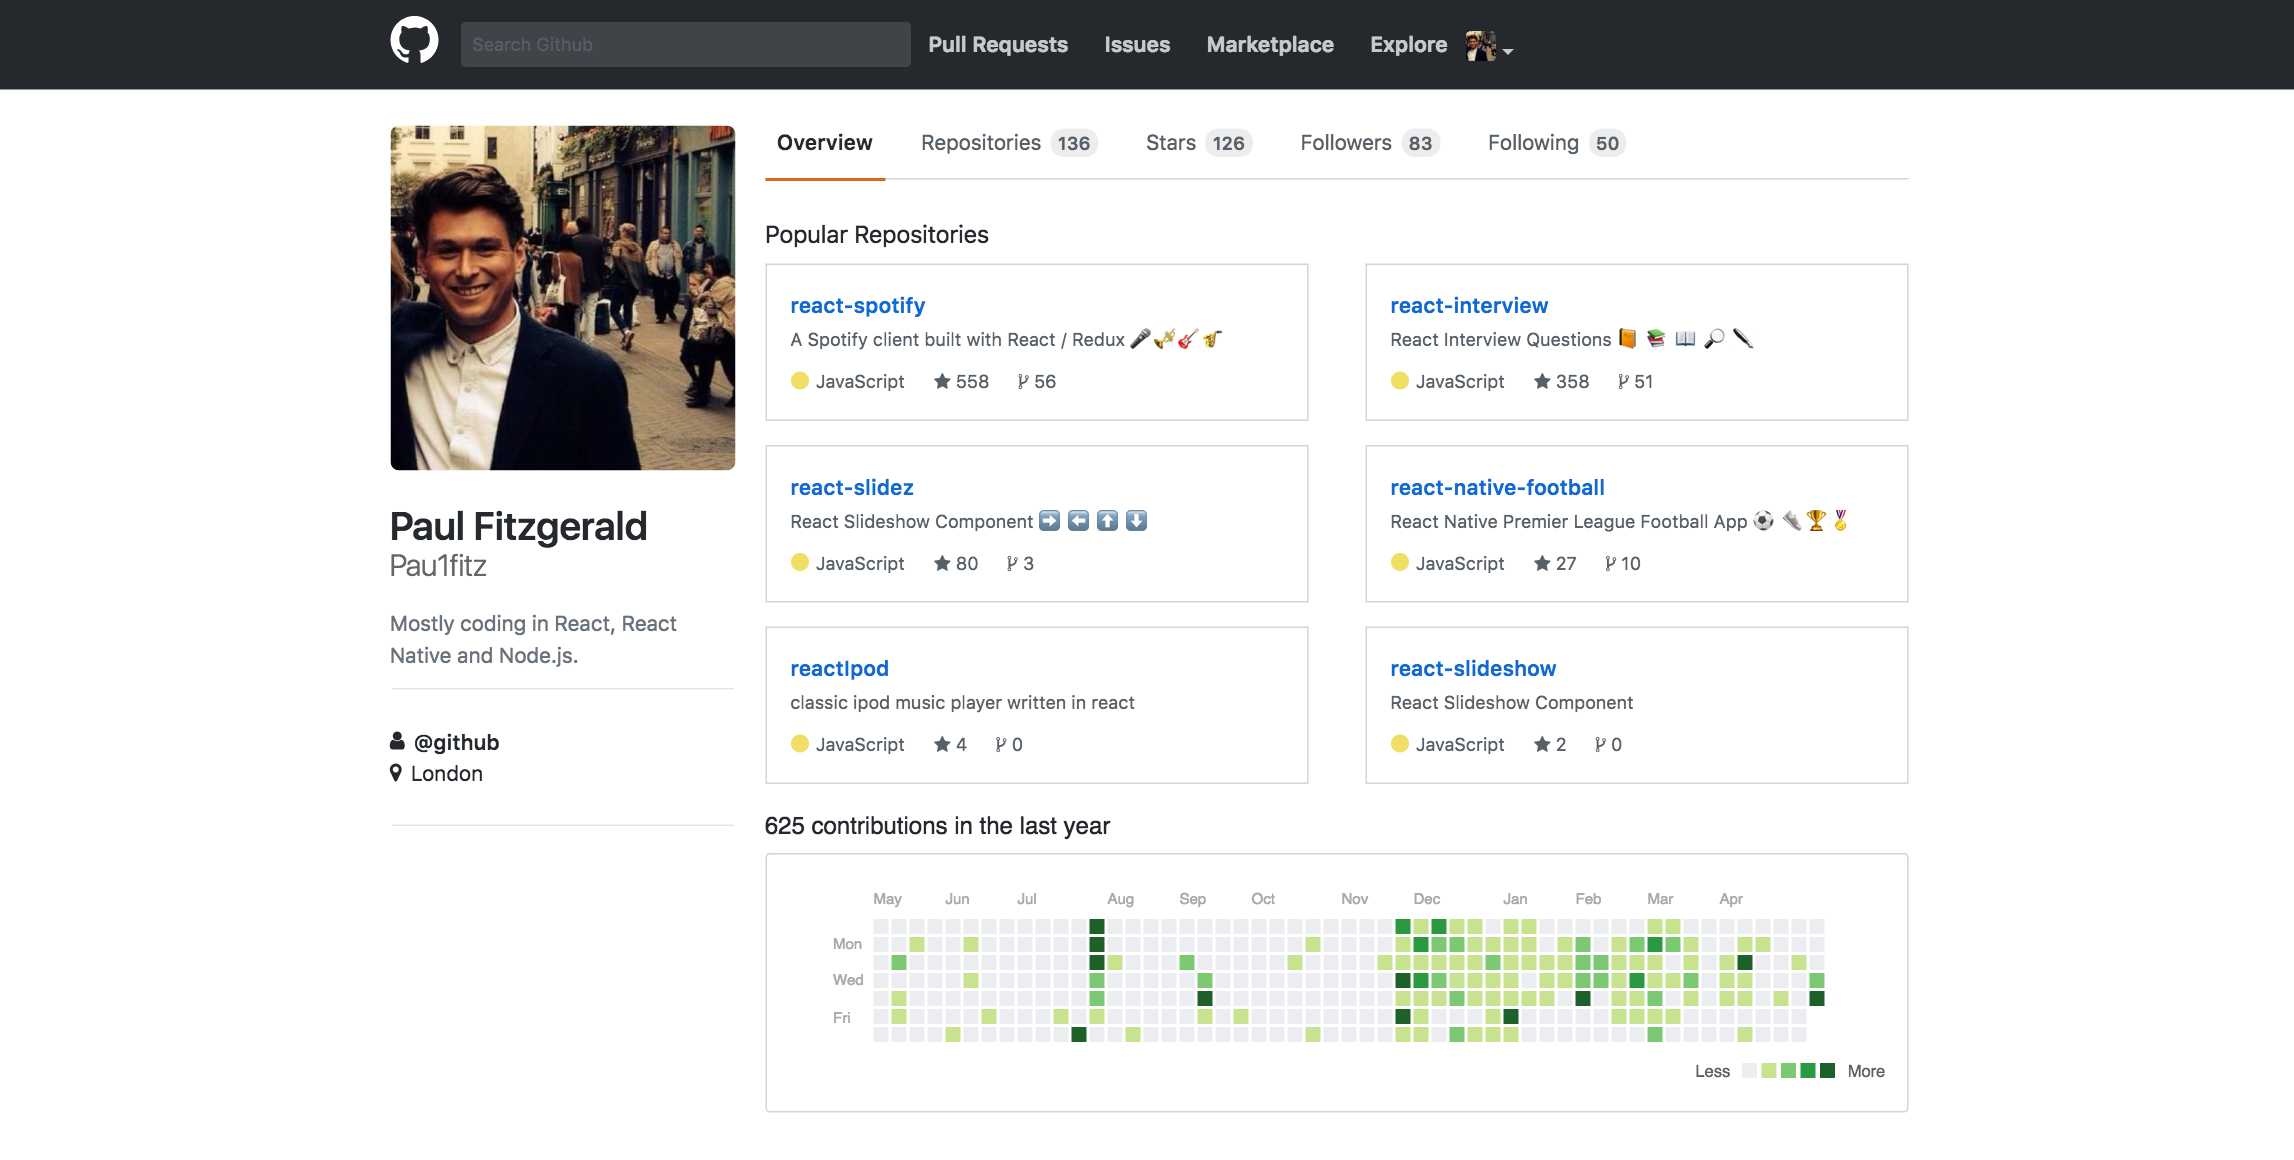 Search Github
Pull Requests
Issues
Marketplace
Explore
Overview
Repositories 136
Stars 126
Followers 83
Following 50
Paul Fitzgerald
Pau1fitz
Mostly coding in React, React
Native and Node.js.
@github
London
Popular Repositories
react-spotify
A Spotify client built with React / Redux 🎤🎺🎸🎷
JavaScript ★ 558 56
react-interview
React Interview Questions 📙 📚 📖 🔎 ✒️
JavaScript ★ 358 51
react-slidez
React Slideshow Component ➡️ ⬅️ ⬆️ ⬇️
JavaScript ★ 80 3
react-native-football
React Native Premier League Football App ⚽ 👟🏆🏅
JavaScript ★ 27 10
reactIpod
classic ipod music player written in react
JavaScript ★ 4 0
react-slideshow
React Slideshow Component
JavaScript ★ 2 0
625 contributions in the last year
May Jun Jul Aug Sep Oct Nov Dec Jan Feb Mar Apr
Mon
Wed
Fri
Less More